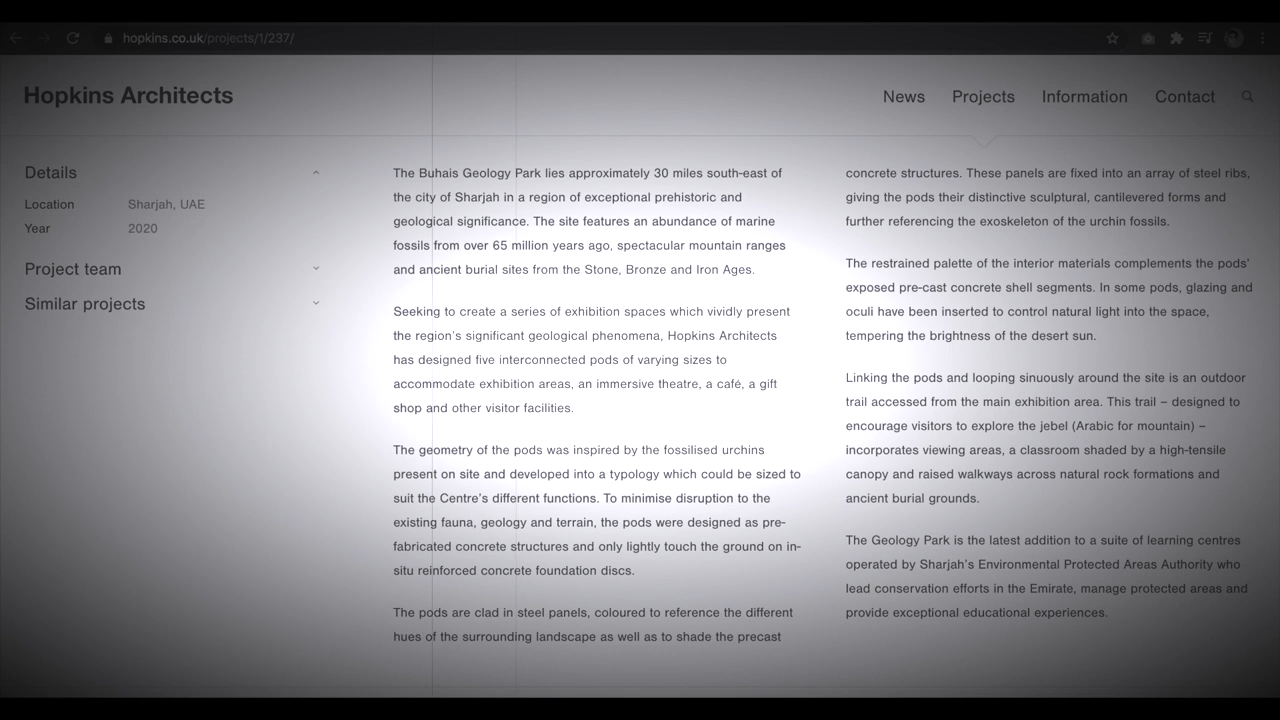 hopkins.co.uk/projects/1/237/
Hopkins Architects
News
Projects
Information
Contact
Details
Location Sharjah, UAE
Year 2020
Project team
Similar projects
The Buhais Geology Park lies approximately 30 miles south-east of
the city of Sharjah in a region of exceptional prehistoric and
geological significance. The site features an abundance of marine
fossils from over 65 million years ago, spectacular mountain ranges
and ancient burial sites from the Stone, Bronze and Iron Ages.
Seeking to create a series of exhibition spaces which vividly present
the region's significant geological phenomena, Hopkins Architects
has designed five interconnected pods of varying sizes to
accommodate exhibition areas, an immersive theatre, a café, a gift
shop and other visitor facilities.
The geometry of the pods was inspired by the fossilised urchins
present on site and developed into a typology which could be sized to
suit the Centre's different functions. To minimise disruption to the
existing fauna, geology and terrain, the pods were designed as pre-
fabricated concrete structures and only lightly touch the ground on in-
situ reinforced concrete foundation discs.
The pods are clad in steel panels, coloured to reference the different
hues of the surrounding landscape as well as to shade the precast
concrete structures. These panels are fixed into an array of steel ribs,
giving the pods their distinctive sculptural, cantilevered forms and
further referencing the exoskeleton of the urchin fossils.
The restrained palette of the interior materials complements the pods'
exposed pre-cast concrete shell segments. In some pods, glazing and
oculi have been inserted to control natural light into the space,
tempering the brightness of the desert sun.
Linking the pods and looping sinuously around the site is an outdoor
trail accessed from the main exhibition area. This trail – designed to
encourage visitors to explore the jebel (Arabic for mountain) –
incorporates viewing areas, a classroom shaded by a high-tensile
canopy and raised walkways across natural rock formations and
ancient burial grounds.
The Geology Park is the latest addition to a suite of learning centres
operated by Sharjah's Environmental Protected Areas Authority who
lead conservation efforts in the Emirate, manage protected areas and
provide exceptional educational experiences.